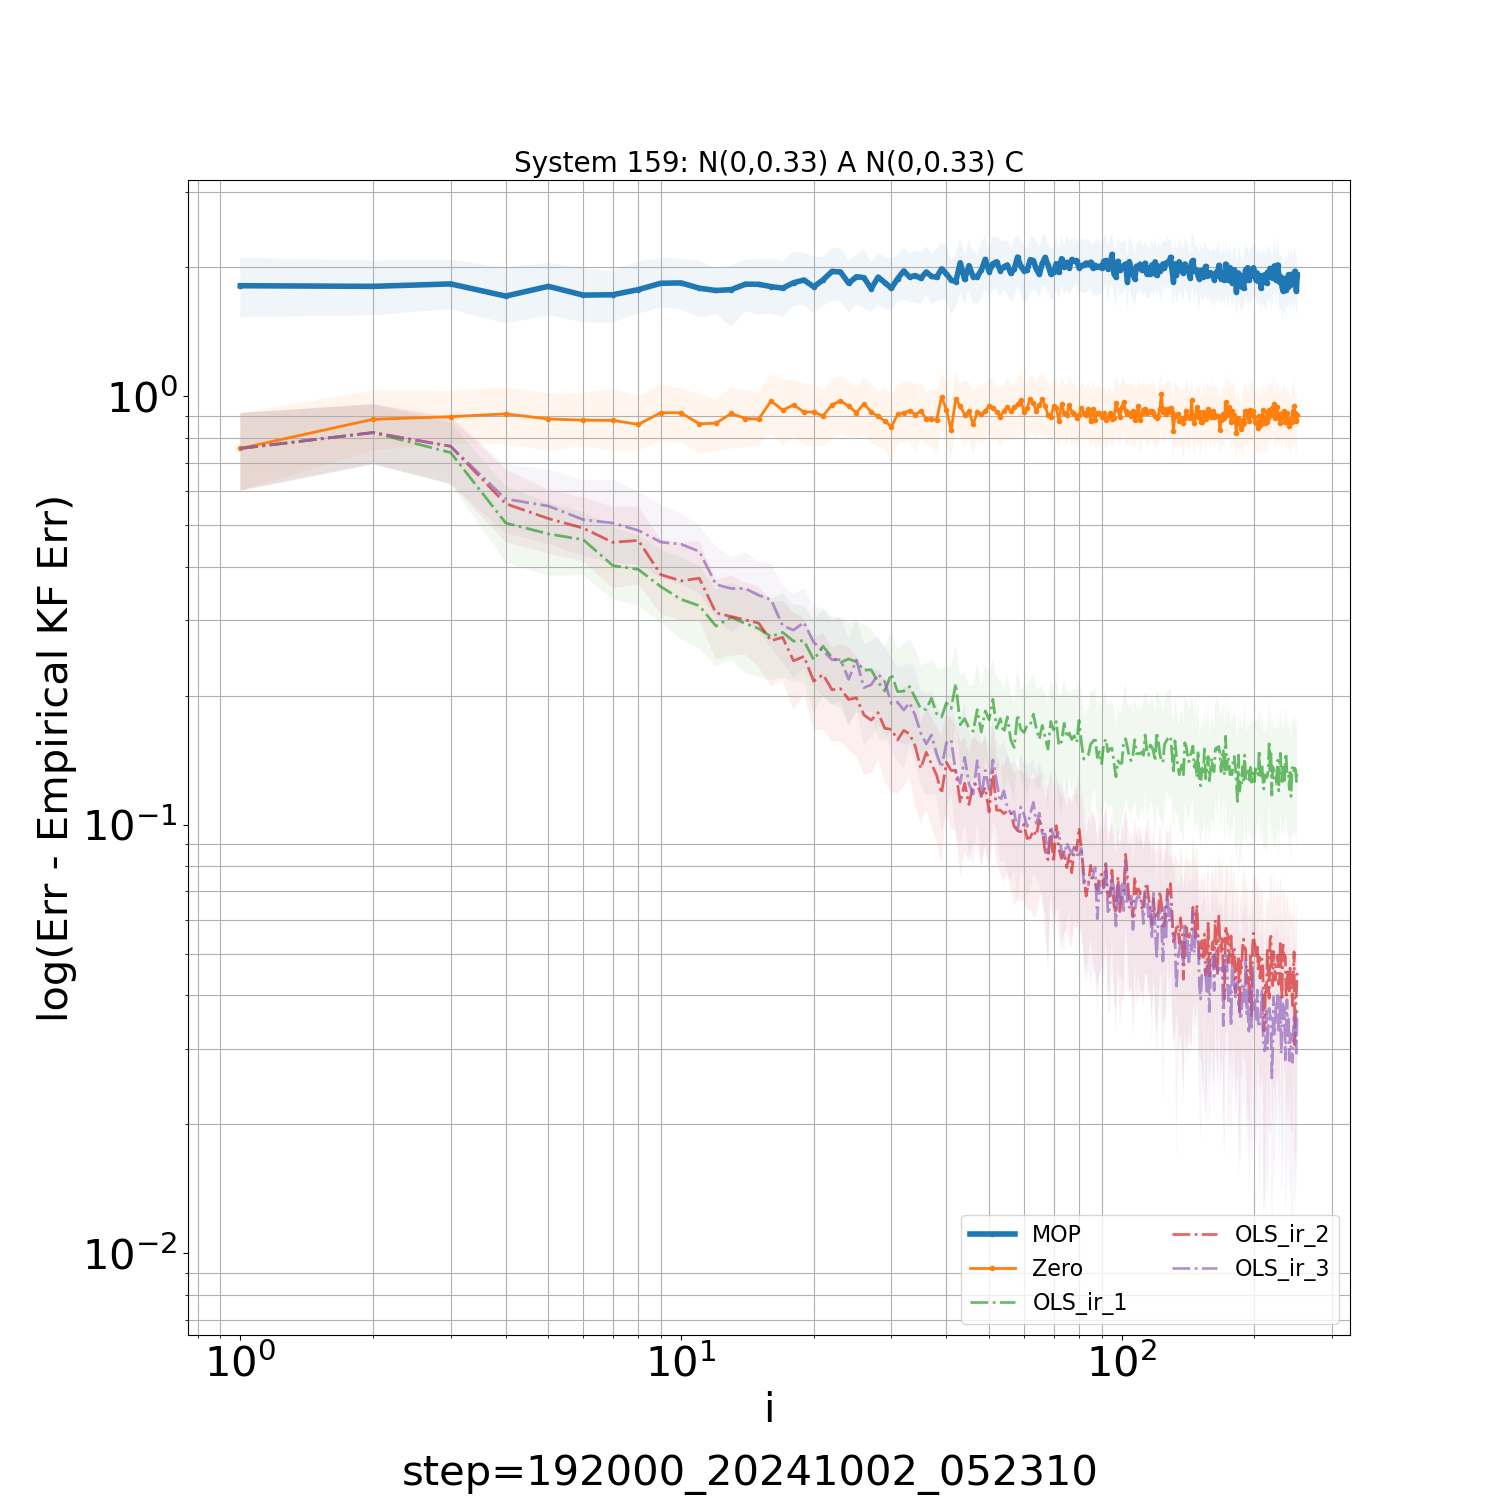 System 159: N(0,0.33) A N(0,0.33) C
log(Err - Empirical KF Err)
10^0
10^-1
10^-2
MOP
Zero
OLS_ir_1
OLS_ir_2
OLS_ir_3
10^0
10^1
10^2
i
step=192000_20241002_052310